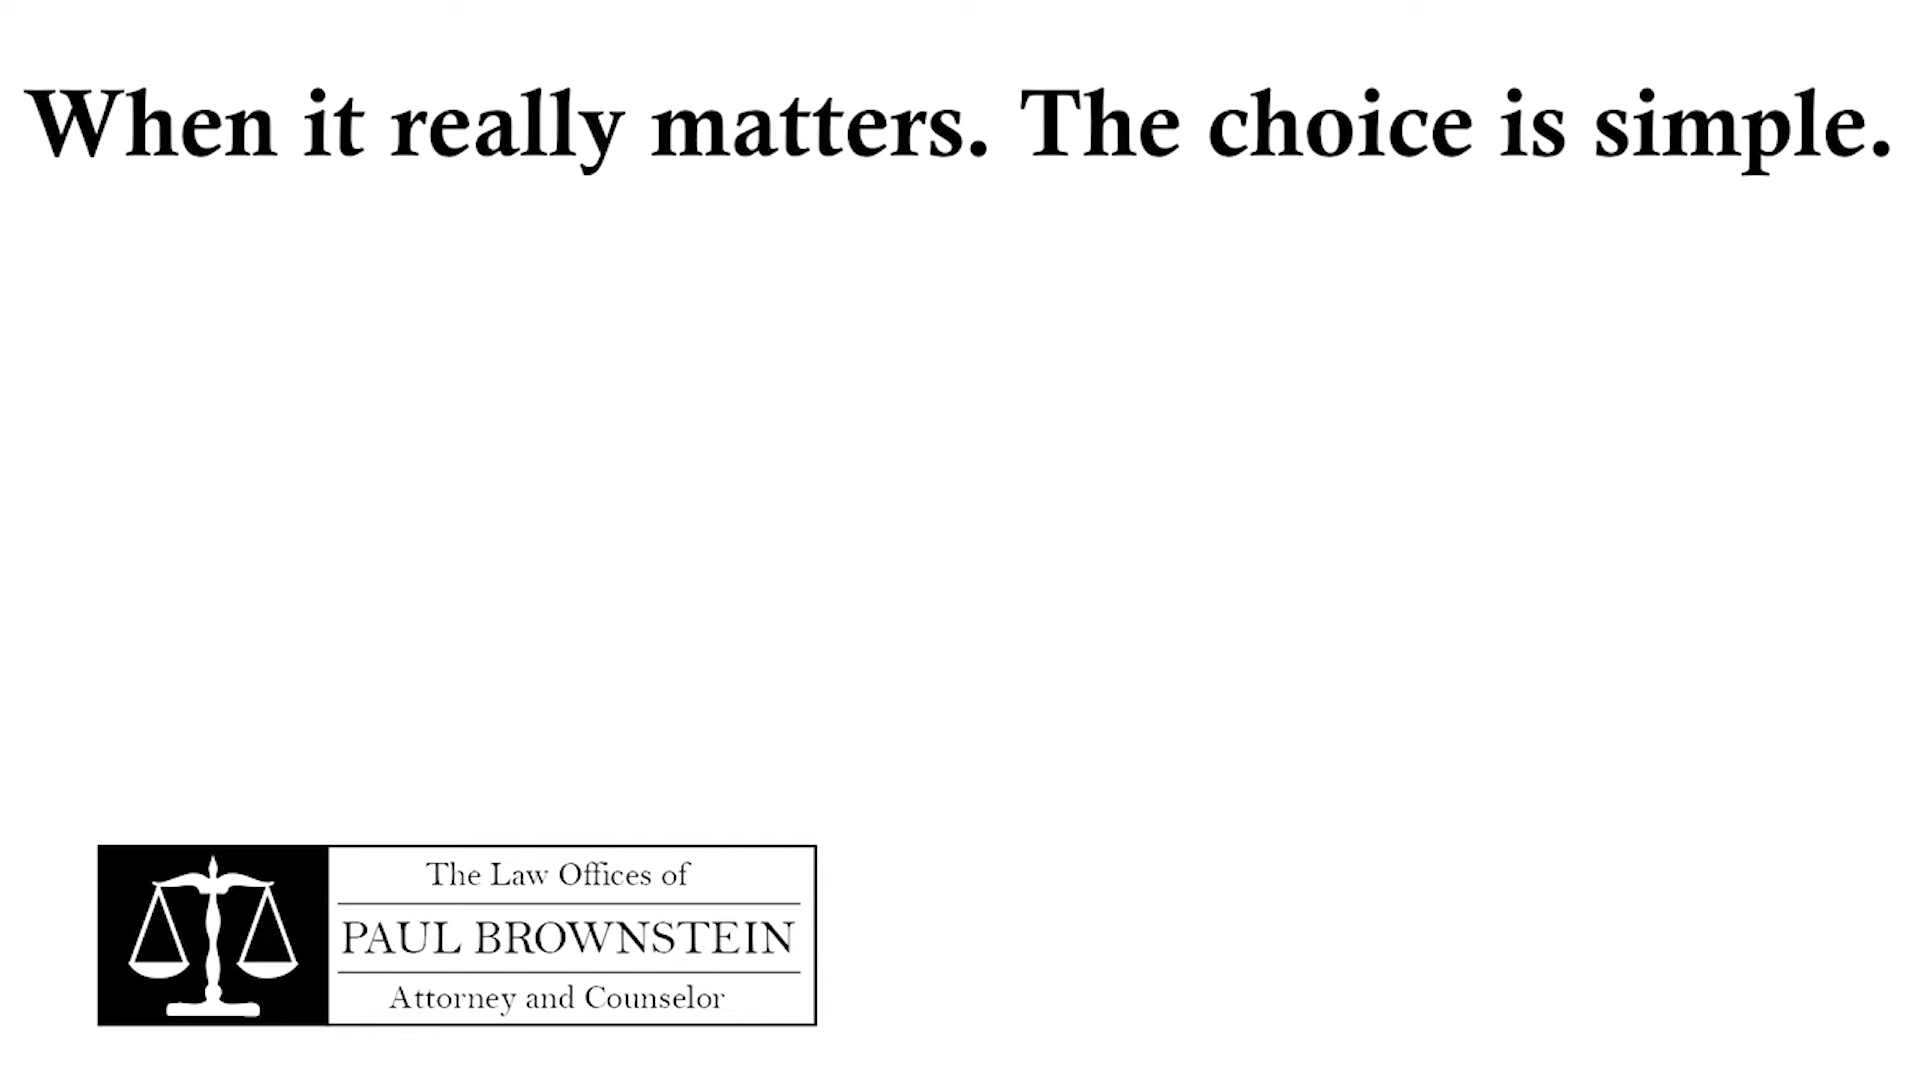 When it really matters. The choice is simple.
The Law Offices of
PAUL BROWNSTEIN
Attorney and Counselor